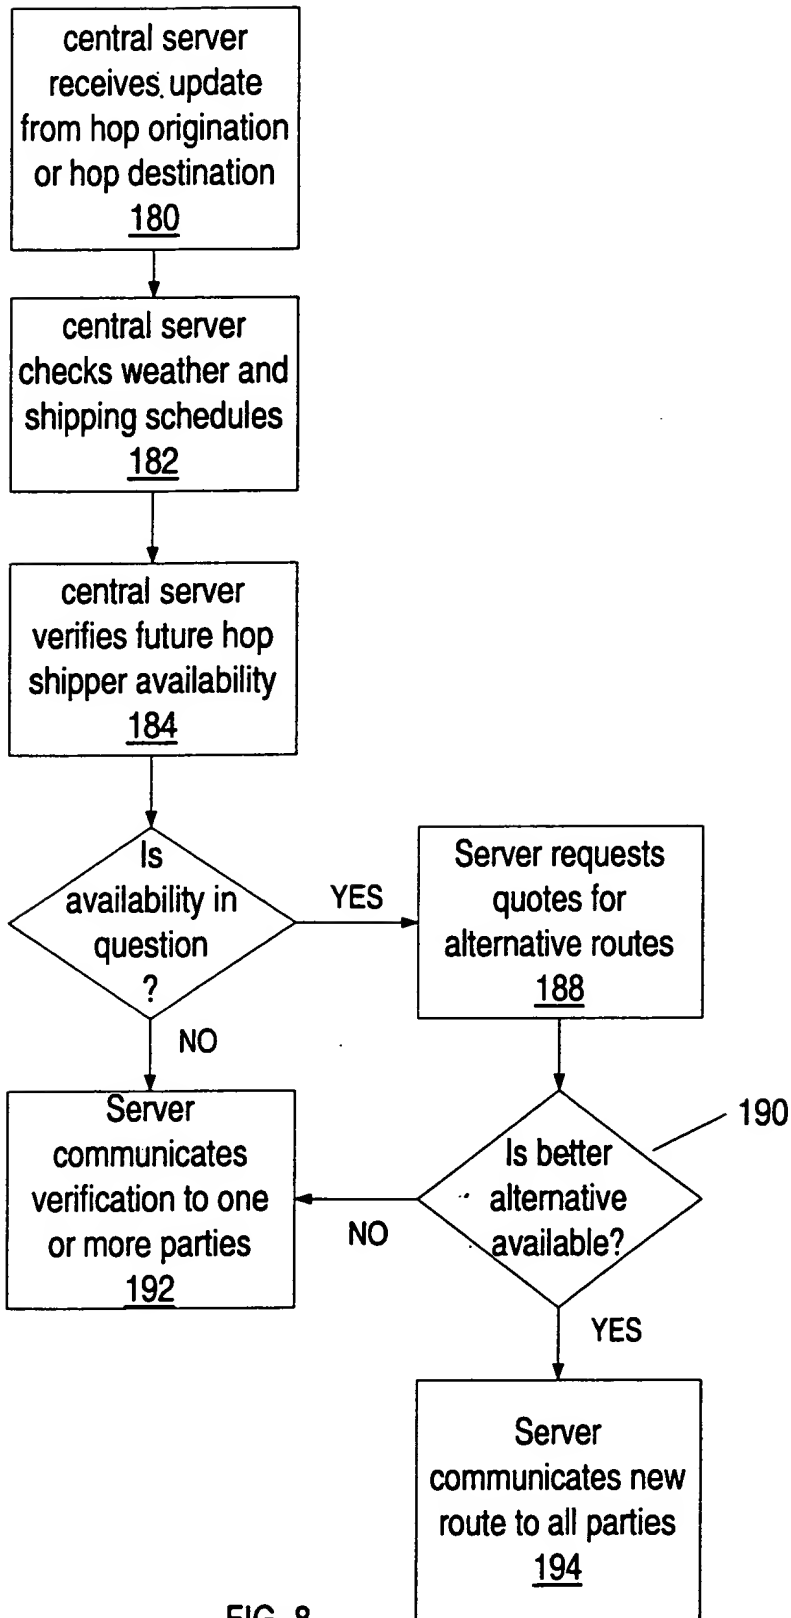 central server
receives update
from hop origination
or hop destination
180
central server
checks weather and
shipping schedules
182
central server
verifies future hop
shipper availability
184
Is
availability in
question
?
YES
Server requests
quotes for
alternative routes
188
NO
Server
communicates
verification to one
or more parties
192
NO
Is better
alternative
available?
190
YES
Server
communicates new
route to all parties
194
FIG. 8